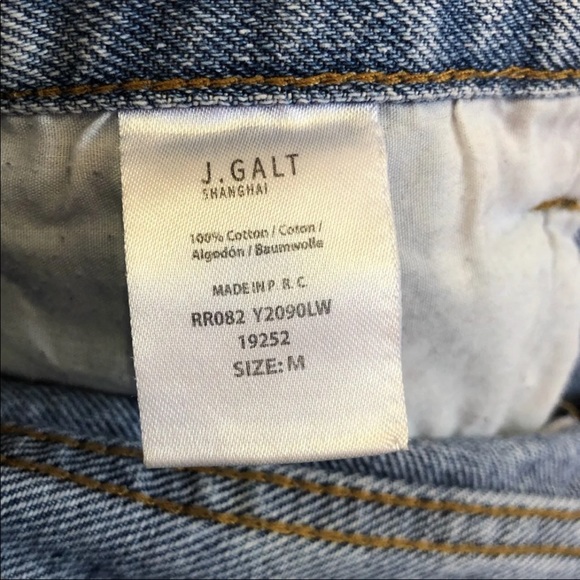 J.GALT
SHANGHAI
100% Cotton / Coton /
Algodón / Baumwolle
MADE IN P. R. C.
RR082 Y2090LW
19252
SIZE: M